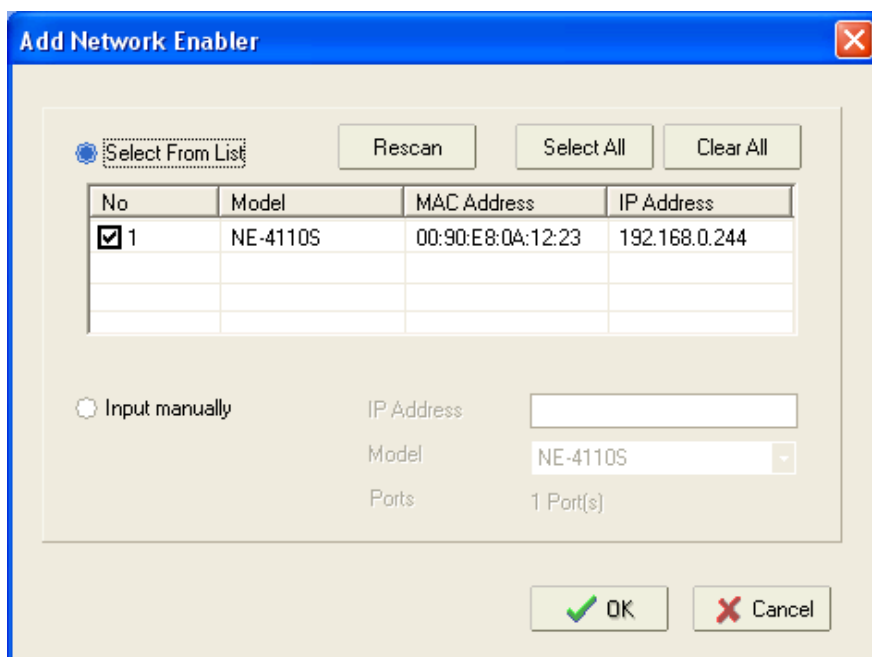 Add Network Enabler
Select From List Rescan Select All Clear All
No Model MAC Address IP Address
1 NE-4110S 00:90:E8:0A:12:23 192.168.0.244
Input manually IP Address
Model NE-4110S
Ports 1 Port(s)
OK Cancel